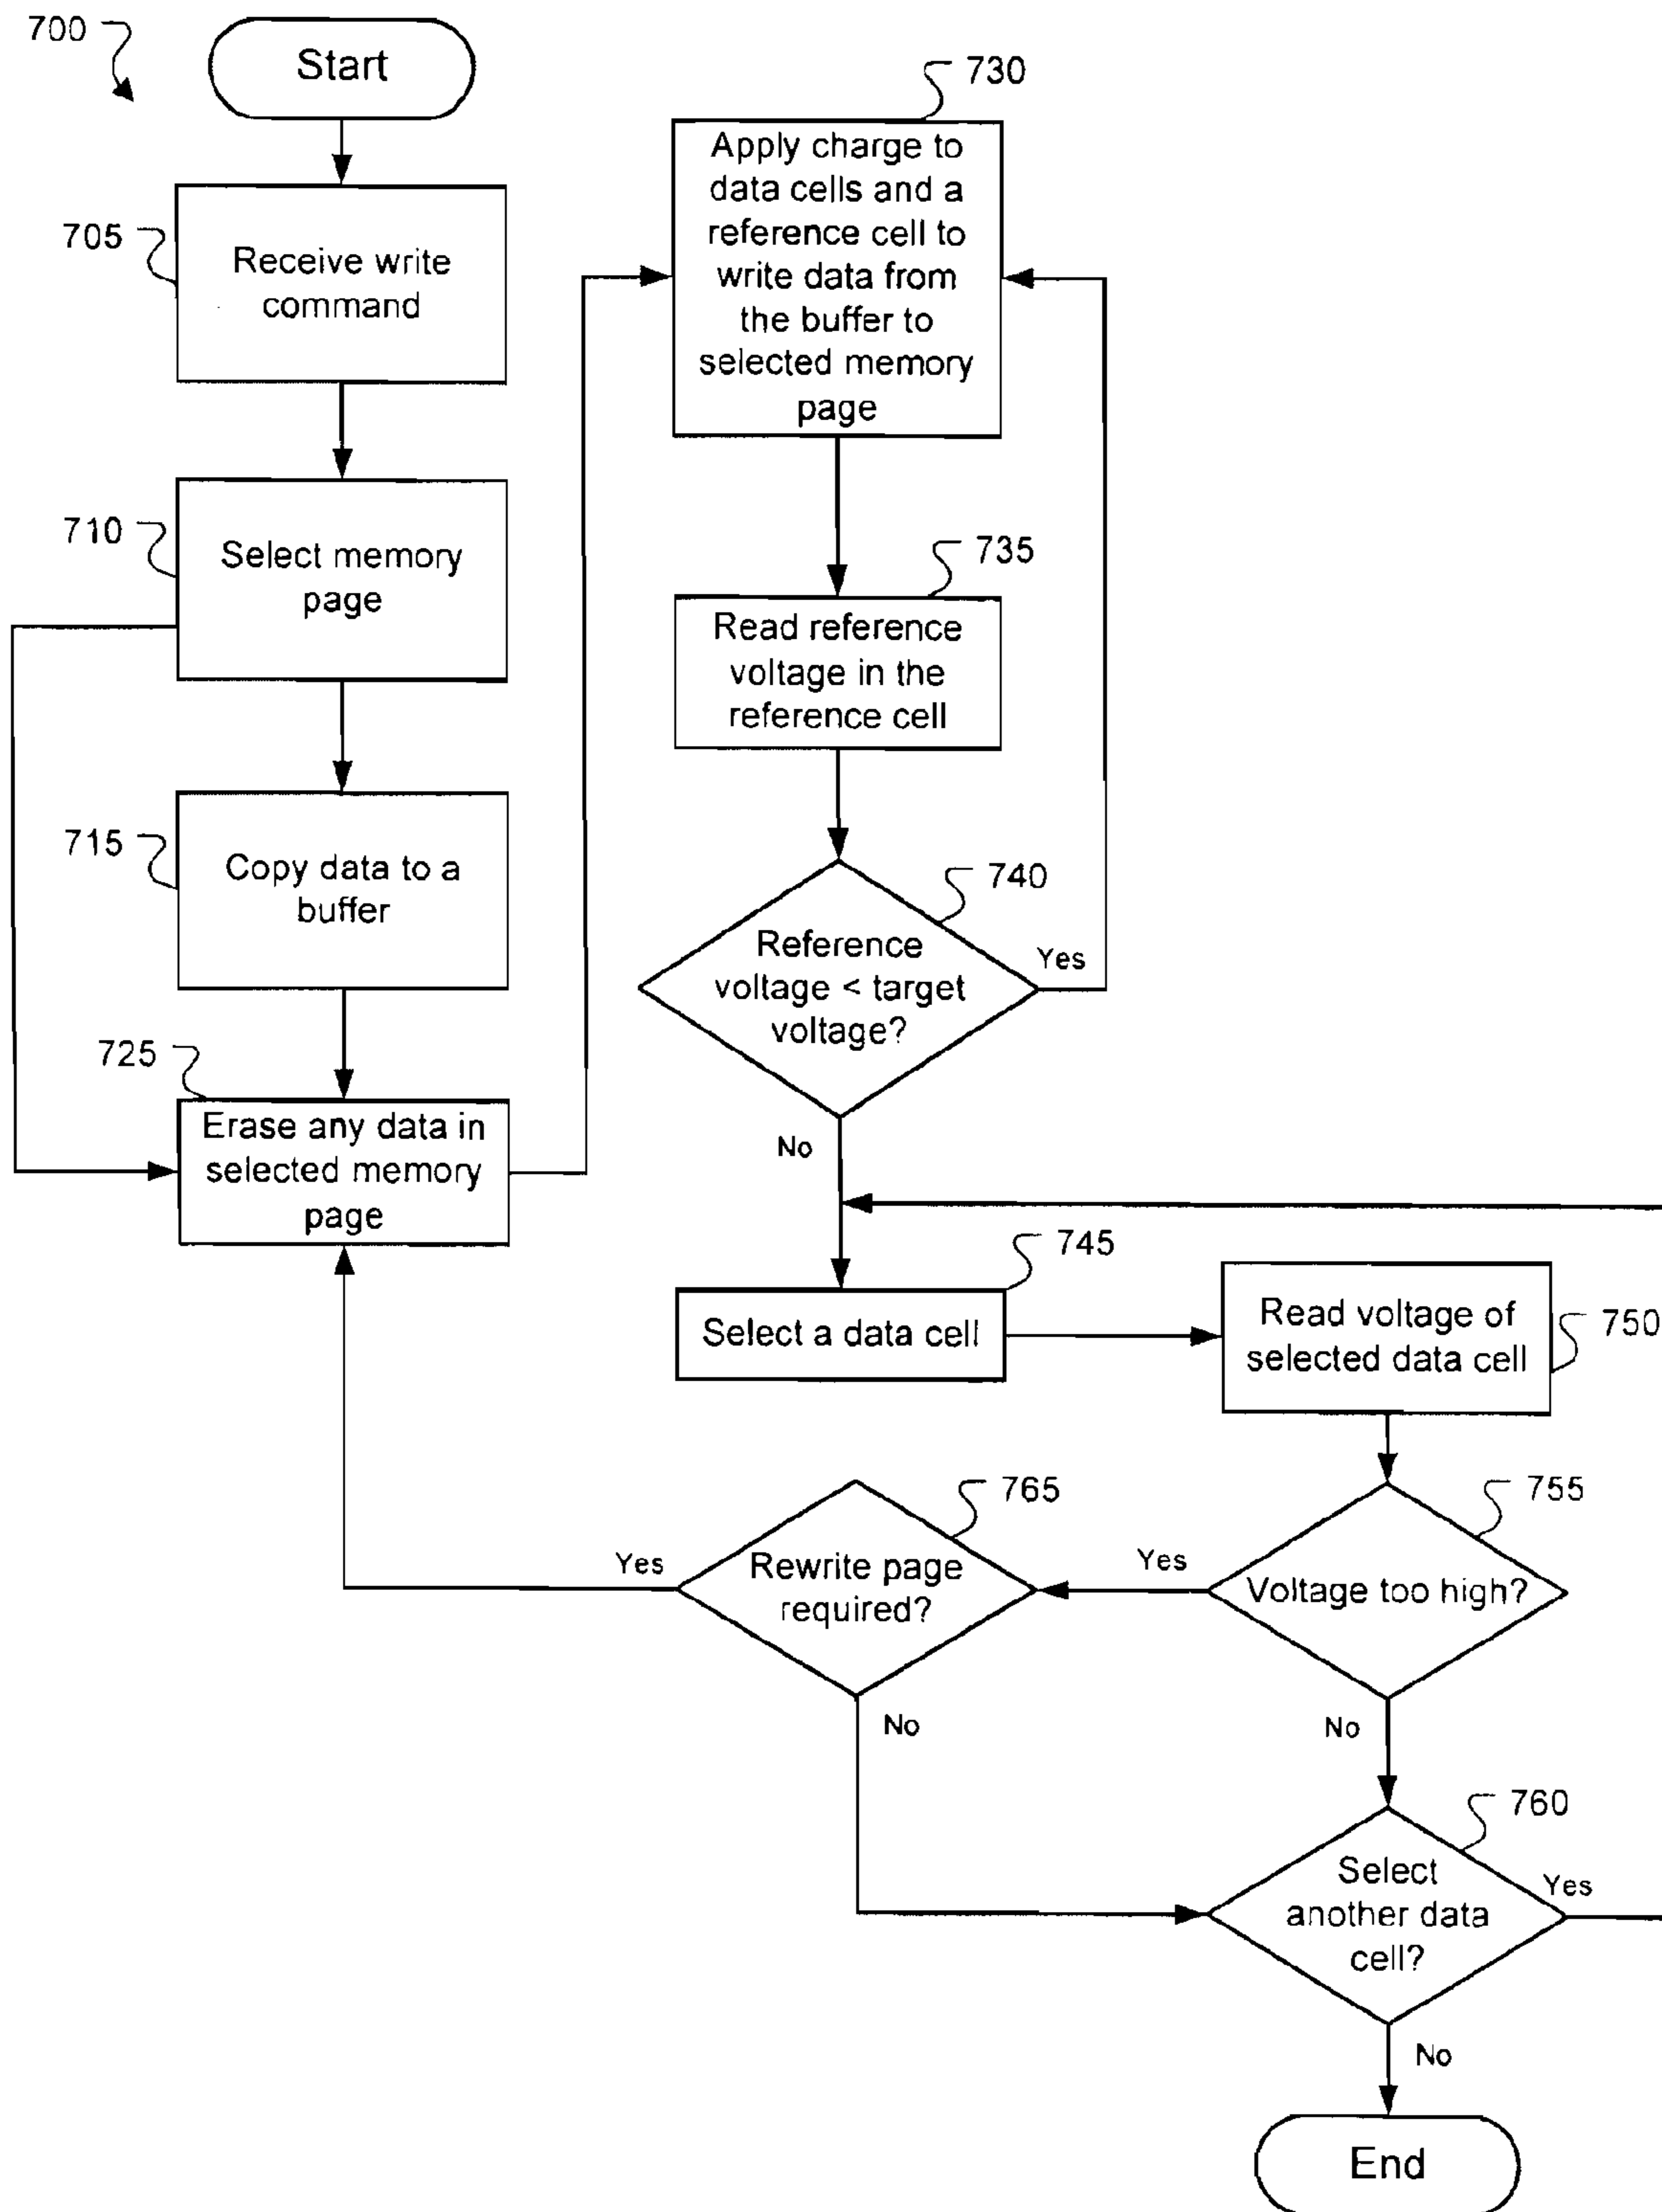 700
Start
705
Receive write
command
710
Select memory
page
715
Copy data to a
buffer
725
Erase any data in
selected memory
page
730
Apply charge to
data cells and a
reference cell to
write data from
the buffer to
selected memory
page
735
Read reference
voltage in the
reference cell
740
Reference
voltage < target
voltage?
Yes
No
745
Select a data cell
750
Read voltage of
selected data cell
755
Voltage too high?
Yes
No
765
Rewrite page
required?
Yes
No
760
Select
another data
cell?
Yes
No
End